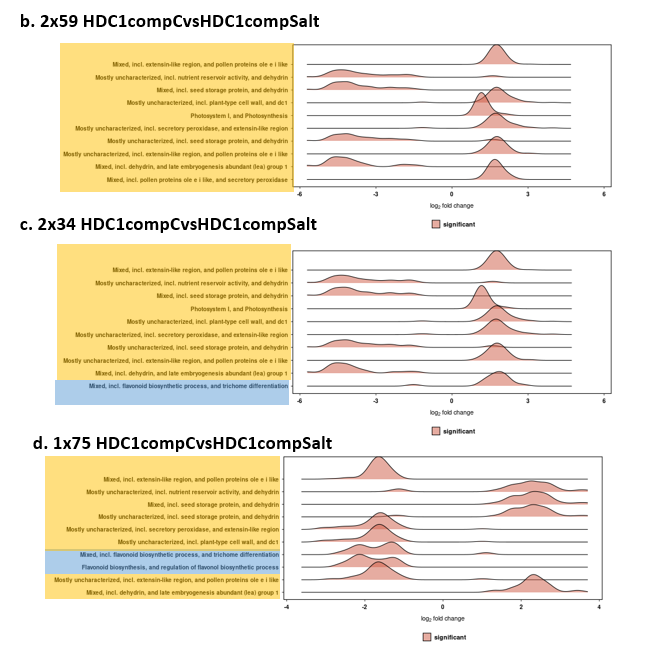 b. 2x59 HDC1compCvsHDC1compSalt
Mixed, incl. extensin-like region, and pollen proteins ole e i like
Mostly uncharacterized, incl. nutrient reservoir activity, and dehydrin
Mixed, incl. seed storage protein, and dehydrin
Mostly uncharacterized, incl. plant-type cell wall, and dc1
Photosystem I, and Photosynthesis
Mostly uncharacterized, incl. secretory peroxidase, and extensin-like region
Mostly uncharacterized, incl. seed storage protein, and dehydrin
Mostly uncharacterized, incl. extensin-like region, and pollen proteins ole e i like
Mixed, incl. dehydrin, and late embryogenesis abundant (lea) group 1
Mixed, incl. pollen proteins ole e i like, and secretory peroxidase
-6 -3 0 3 6
log2 fold change
significant
c. 2x34 HDC1compCvsHDC1compSalt
Mixed, incl. extensin-like region, and pollen proteins ole e i like
Mostly uncharacterized, incl. nutrient reservoir activity, and dehydrin
Mixed, incl. seed storage protein, and dehydrin
Photosystem I, and Photosynthesis
Mostly uncharacterized, incl. plant-type cell wall, and dc1
Mostly uncharacterized, incl. secretory peroxidase, and extensin-like region
Mostly uncharacterized, incl. seed storage protein, and dehydrin
Mostly uncharacterized, incl. extensin-like region, and pollen proteins ole e i like
Mixed, incl. dehydrin, and late embryogenesis abundant (lea) group 1
Mixed, incl. flavonoid biosynthetic process, and trichome differentiation
-6 -3 0 3 6
log2 fold change
significant
d. 1x75 HDC1compCvsHDC1compSalt
Mixed, incl. extensin-like region, and pollen proteins ole e i like
Mostly uncharacterized, incl. nutrient reservoir activity, and dehydrin
Mixed, incl. seed storage protein, and dehydrin
Mostly uncharacterized, incl. seed storage protein, and dehydrin
Mostly uncharacterized, incl. secretory peroxidase, and extensin-like region
Mostly uncharacterized, incl. plant-type cell wall, and dc1
Mixed, incl. flavonoid biosynthetic process, and trichome differentiation
Flavonoid biosynthesis, and regulation of flavonol biosynthetic process
Mostly uncharacterized, incl. extensin-like region, and pollen proteins ole e i like
Mixed, incl. dehydrin, and late embryogenesis abundant (lea) group 1
-4 -2 0 2 4
log2 fold change
significant